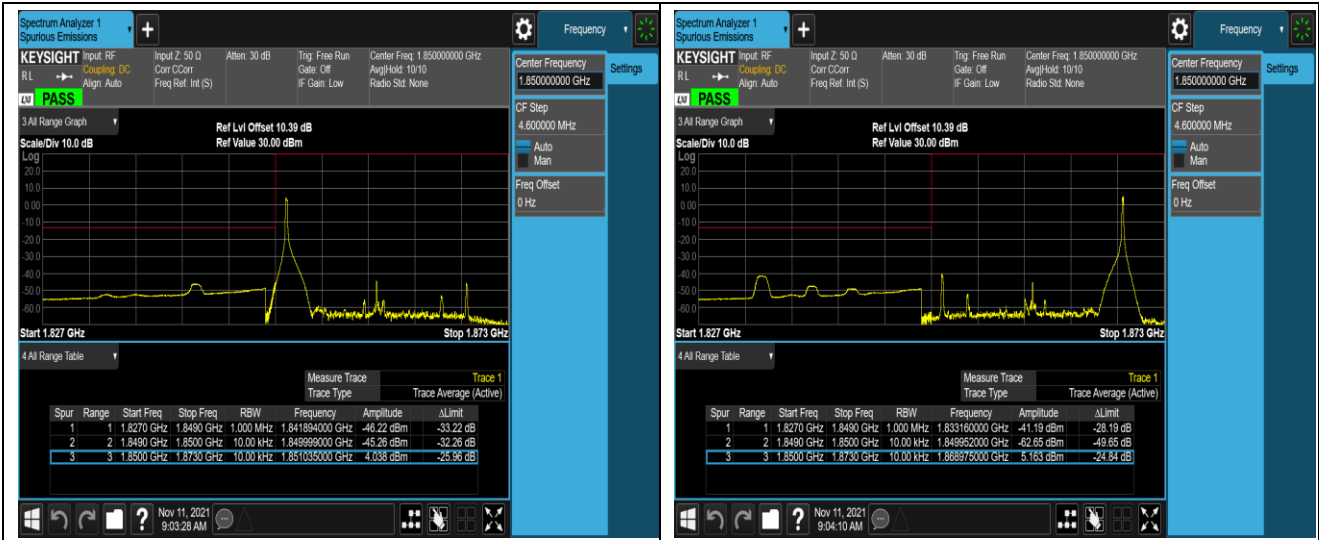 Spectrum Analyzer 1
Spurious Emissions
+
Frequency
KEYSIGHT
Input: RF
Coupling: DC
Align: Auto
Input Z: 50 Ω
Corr CCorr
Freq Ref: Int (S)
Atten: 30 dB
Trig: Free Run
Gate: Off
IF Gain: Low
Center Freq: 1.850000000 GHz
Avg|Hold: 10/10
Radio Std: None
RL
LXI
PASS
Center Frequency
1.850000000 GHz
Settings
CF Step
4.600000 MHz
Auto
Man
Freq Offset
0 Hz
3 All Range Graph
Ref Lvl Offset 10.39 dB
Scale/Div 10.0 dB
Ref Value 30.00 dBm
Log
20.0
10.0
0.00
-10.0
-20.0
-30.0
-40.0
-50.0
-60.0
Start 1.827 GHz
Stop 1.873 GHz
4 All Range Table
Measure Trace Trace 1
Trace Type Trace Average (Active)
Spur Range Start Freq Stop Freq RBW Frequency Amplitude ΔLimit
1 1 1.8270 GHz 1.8490 GHz 1.000 MHz 1.841894000 GHz -46.22 dBm -33.22 dB
2 2 1.8490 GHz 1.8500 GHz 10.00 kHz 1.849999000 GHz -45.26 dBm -32.26 dB
3 3 1.8500 GHz 1.8730 GHz 10.00 kHz 1.851035000 GHz 4.038 dBm -25.96 dB
?
Nov 11, 2021
9:03:28 AM
Spectrum Analyzer 1
Spurious Emissions
+
Frequency
KEYSIGHT
Input: RF
Coupling: DC
Align: Auto
Input Z: 50 Ω
Corr CCorr
Freq Ref: Int (S)
Atten: 30 dB
Trig: Free Run
Gate: Off
IF Gain: Low
Center Freq: 1.850000000 GHz
Avg|Hold: 10/10
Radio Std: None
RL
LXI
PASS
Center Frequency
1.850000000 GHz
Settings
CF Step
4.600000 MHz
Auto
Man
Freq Offset
0 Hz
3 All Range Graph
Ref Lvl Offset 10.39 dB
Scale/Div 10.0 dB
Ref Value 30.00 dBm
Log
20.0
10.0
0.00
-10.0
-20.0
-30.0
-40.0
-50.0
-60.0
Start 1.827 GHz
Stop 1.873 GHz
4 All Range Table
Measure Trace Trace 1
Trace Type Trace Average (Active)
Spur Range Start Freq Stop Freq RBW Frequency Amplitude ΔLimit
1 1 1.8270 GHz 1.8490 GHz 1.000 MHz 1.833160000 GHz -41.19 dBm -28.19 dB
2 2 1.8490 GHz 1.8500 GHz 10.00 kHz 1.849952000 GHz -62.65 dBm -49.65 dB
3 3 1.8500 GHz 1.8730 GHz 10.00 kHz 1.868975000 GHz 5.163 dBm -24.84 dB
?
Nov 11, 2021
9:04:10 AM